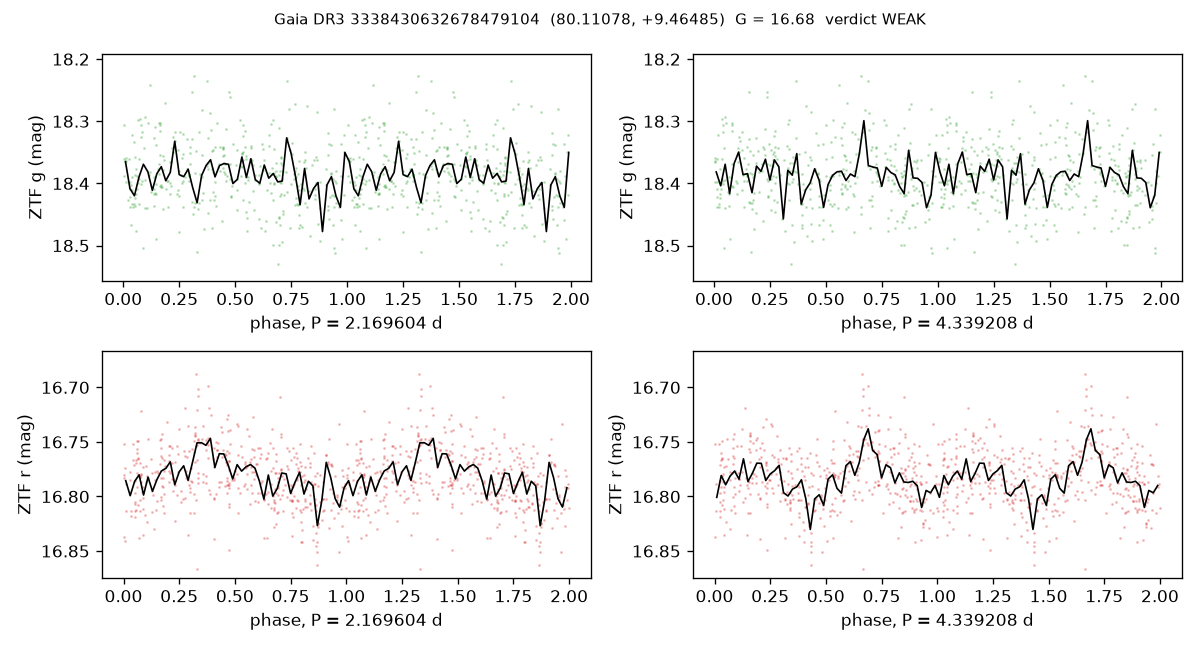 Gaia DR3 3338430632678479104  (80.11078, +9.46485)  G = 16.68  verdict WEAK
18.2
18.3
18.4
18.5
ZTF g (mag)
0.00 0.25 0.50 0.75 1.00 1.25 1.50 1.75 2.00
phase, P = 2.169604 d
18.2
18.3
18.4
18.5
ZTF g (mag)
0.00 0.25 0.50 0.75 1.00 1.25 1.50 1.75 2.00
phase, P = 4.339208 d
16.70
16.75
16.80
16.85
ZTF r (mag)
0.00 0.25 0.50 0.75 1.00 1.25 1.50 1.75 2.00
phase, P = 2.169604 d
16.70
16.75
16.80
16.85
ZTF r (mag)
0.00 0.25 0.50 0.75 1.00 1.25 1.50 1.75 2.00
phase, P = 4.339208 d